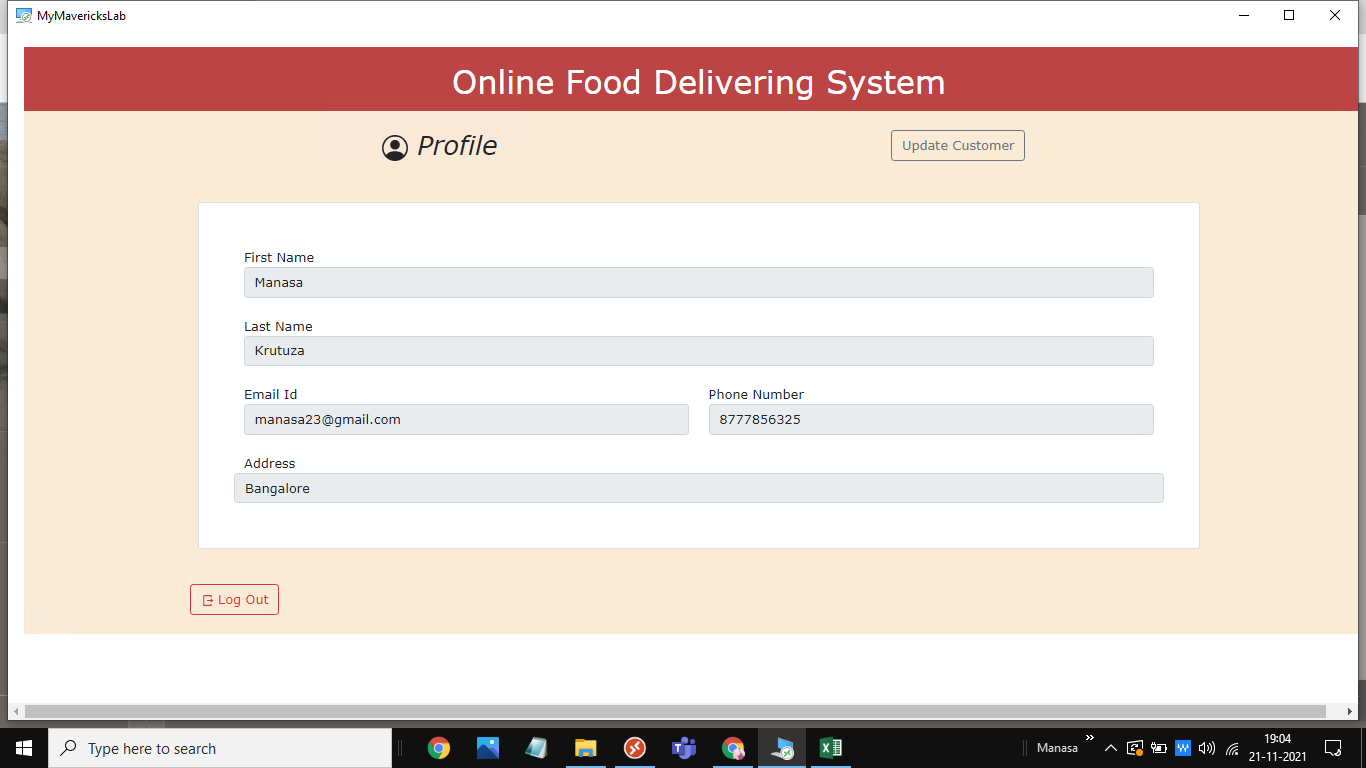 MyMavericksLab
Online Food Delivering System
Profile
Update Customer
First Name
Manasa
Last Name
Krutuza
Email Id
Phone Number
manasa23@gmail.com
8777856325
Address
Bangalore
Log Out
Type here to search
Manasa
19:04
21-11-2021